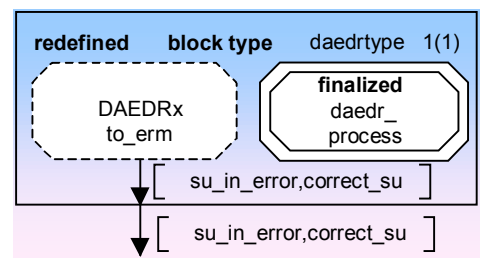 redefined block type daedrtype 1(1)
DAEDRx
to_erm
finalized
daedr_
process
su_in_error,correct_su
su_in_error,correct_su